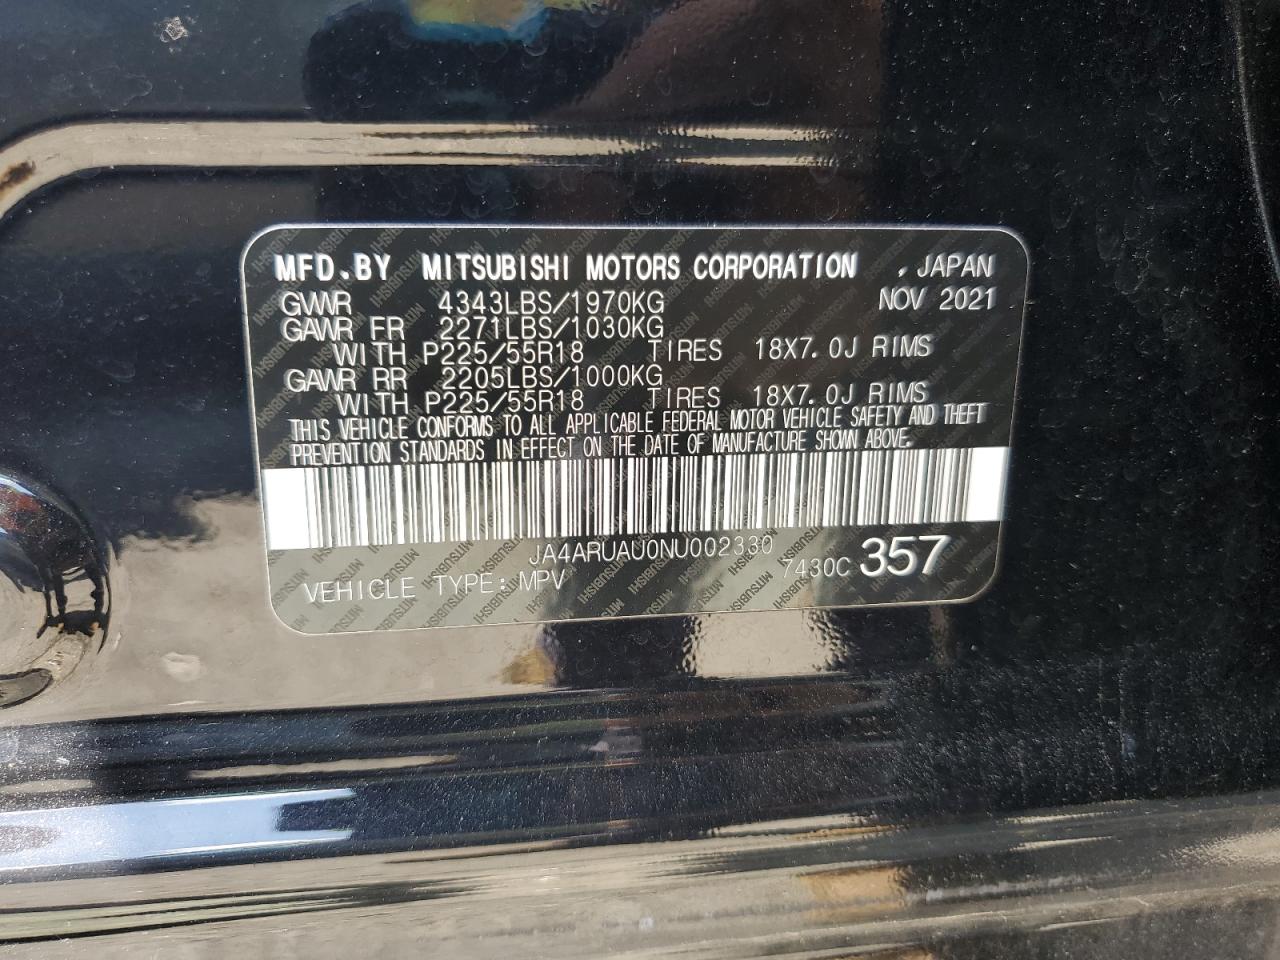 MFD.BY MITSUBISHI MOTORS CORPORATION , JAPAN
GVWR 4343LBS/1970KG NOV 2021
GAWR FR 2271LBS/1030KG
WITH P225/55R18 TIRES 18X7.0J RIMS
GAWR RR 2205LBS/1000KG
WITH P225/55R18 TIRES 18X7.0J RIMS
THIS VEHICLE CONFORMS TO ALL APPLICABLE FEDERAL MOTOR VEHICLE SAFETY AND THEFT
PREVENTION STANDARDS IN EFFECT ON THE DATE OF MANUFACTURE SHOWN ABOVE.
JA4ARUAU0NU002330
VEHICLE TYPE:MPV 7430C 357